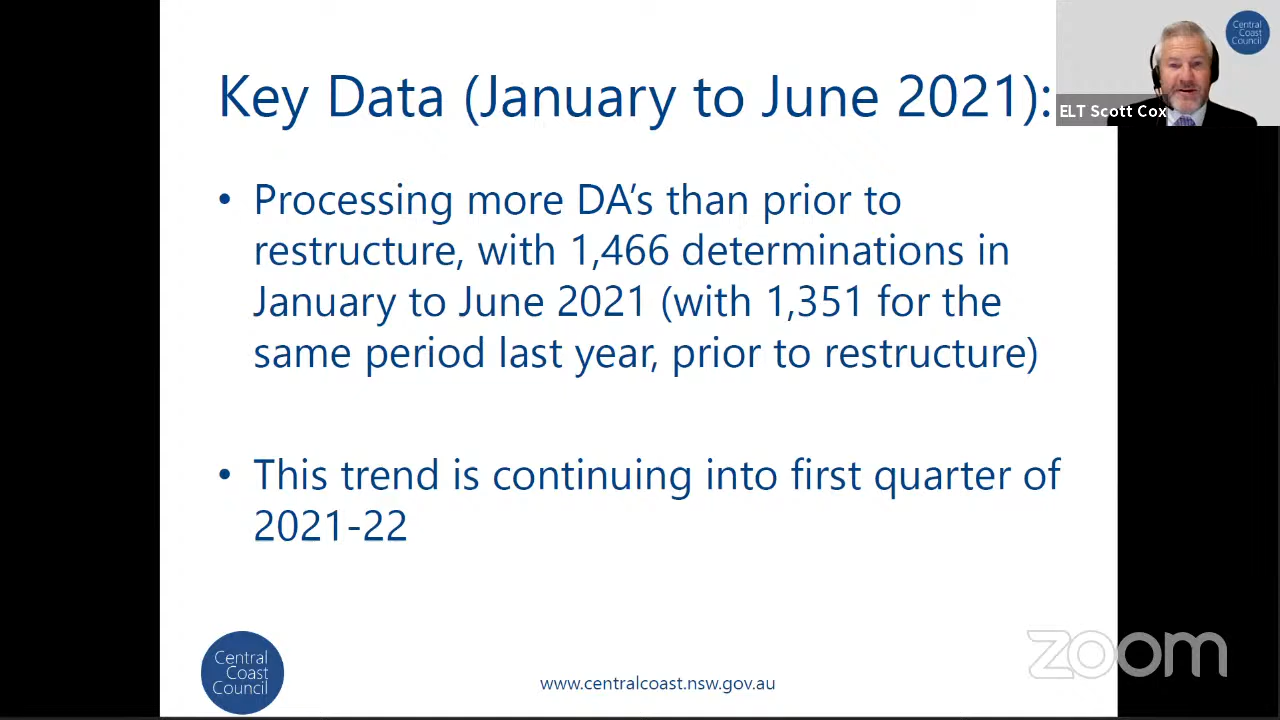 Key Data (January to June 2021):
Central
Coast
Council
ELT Scott Cox
• Processing more DA's than prior to
restructure, with 1,466 determinations in
January to June 2021 (with 1,351 for the
same period last year, prior to restructure)
• This trend is continuing into first quarter of
2021-22
Central
Coast
Council
www.centralcoast.nsw.gov.au
zoom